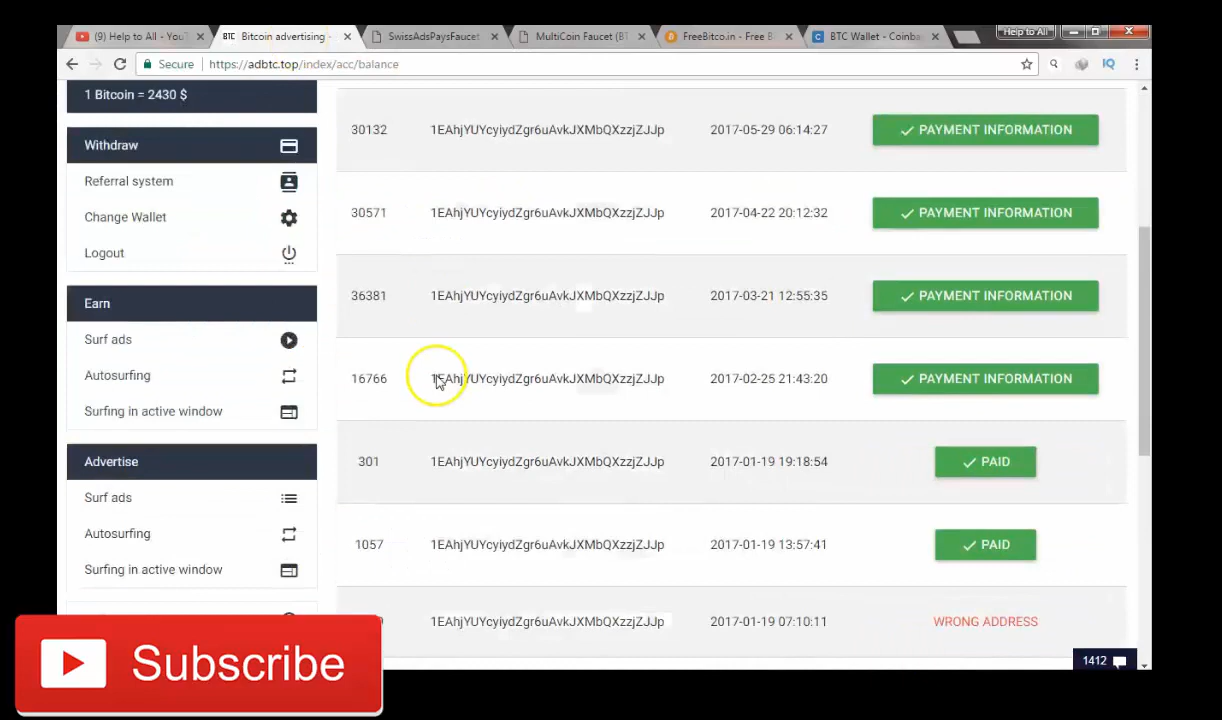 (9) Help to All - YouT
BTC Bitcoin advertising -
SwissAdsPaysFaucet
MultiCoin Faucet (BT
FreeBitco.in - Free B
BTC Wallet - Coinba
Help to All
Secure
https://adbtc.top/index/acc/balance
IQ
1 Bitcoin = 2430 $
Withdraw
Referral system
Change Wallet
Logout
Earn
Surf ads
Autosurfing
Surfing in active window
Advertise
Surf ads
Autosurfing
Surfing in active window
30132 1EAhjYUYcyiydZgr6uAvkJXMbQXzzjZJJp 2017-05-29 06:14:27 PAYMENT INFORMATION
30571 1EAhjYUYcyiydZgr6uAvkJXMbQXzzjZJJp 2017-04-22 20:12:32 PAYMENT INFORMATION
36381 1EAhjYUYcyiydZgr6uAvkJXMbQXzzjZJJp 2017-03-21 12:55:35 PAYMENT INFORMATION
16766 1EAhjYUYcyiydZgr6uAvkJXMbQXzzjZJJp 2017-02-25 21:43:20 PAYMENT INFORMATION
301 1EAhjYUYcyiydZgr6uAvkJXMbQXzzjZJJp 2017-01-19 19:18:54 PAID
1057 1EAhjYUYcyiydZgr6uAvkJXMbQXzzjZJJp 2017-01-19 13:57:41 PAID
1EAhjYUYcyiydZgr6uAvkJXMbQXzzjZJJp 2017-01-19 07:10:11 WRONG ADDRESS
1412
Subscribe